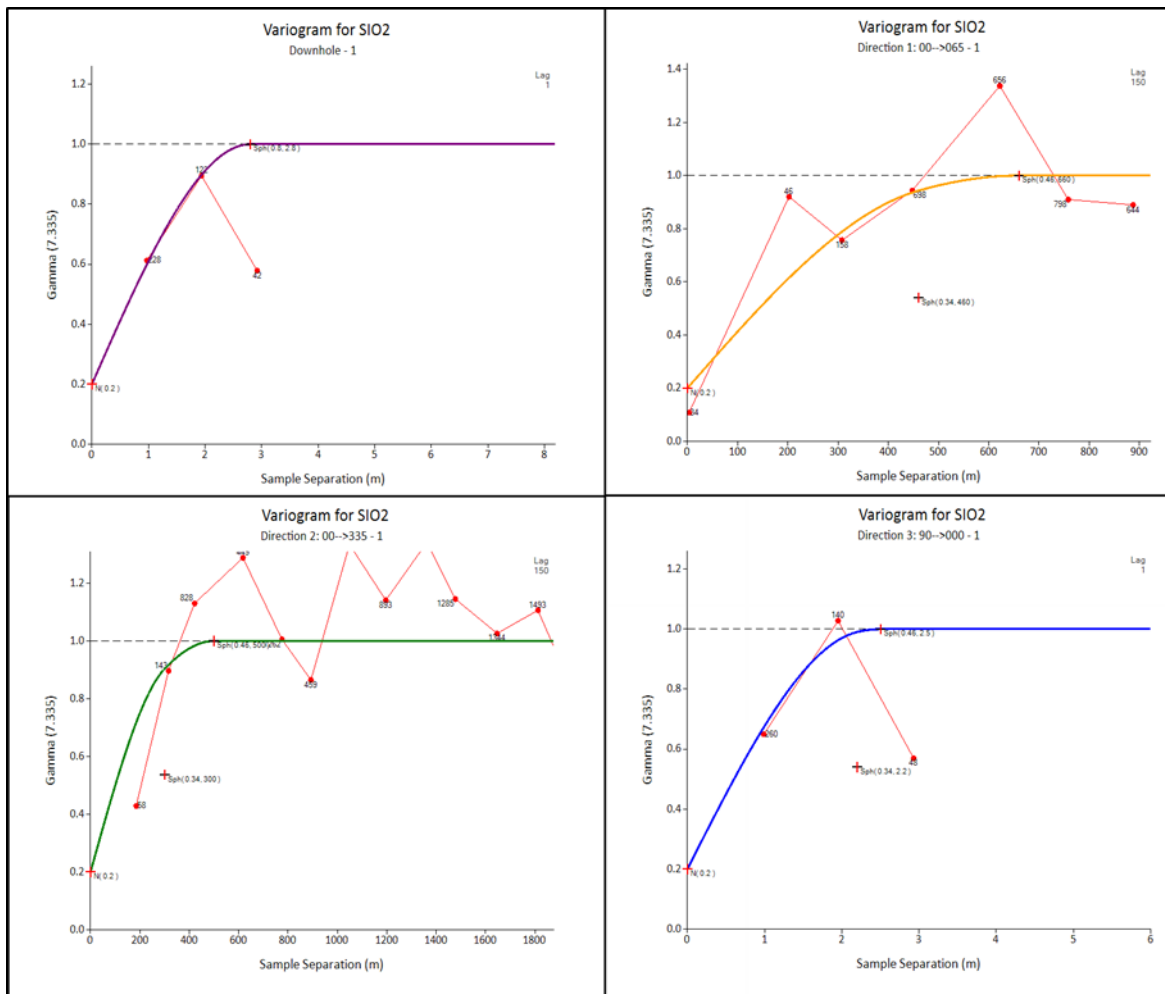 Variogram for SIO2
Downhole - 1
Lag
1
1.2
1.0
0.8
0.6
0.4
0.2
0.0
Gamma (7.335)
Sph(0.8, 2.8)
122
228
42
N(0.2)
0 1 2 3 4 5 6 7 8
Sample Separation (m)
Variogram for SIO2
Direction 1: 00-->065 - 1
Lag
150
1.4
1.2
1.0
0.8
0.6
0.4
0.2
0.0
Gamma (7.335)
656
46
Sph(0.46, 660)
698
798
644
158
Sph(0.34, 460)
N(0.2)
0 100 200 300 400 500 600 700 800 900
Sample Separation (m)
Variogram for SIO2
Direction 2: 00-->335 - 1
Lag
150
1.2
1.0
0.8
0.6
0.4
0.2
0.0
Gamma (7.335)
828
893
1285
1493
Sph(0.46, 500)
459
Sph(0.34, 300)
68
N(0.2)
0 200 400 600 800 1000 1200 1400 1600 1800
Sample Separation (m)
Variogram for SIO2
Direction 3: 90-->000 - 1
Lag
1
1.2
1.0
0.8
0.6
0.4
0.2
0.0
Gamma (7.335)
140
Sph(0.46, 2.5)
260
48
Sph(0.34, 2.2)
N(0.2)
0 1 2 3 4 5 6
Sample Separation (m)